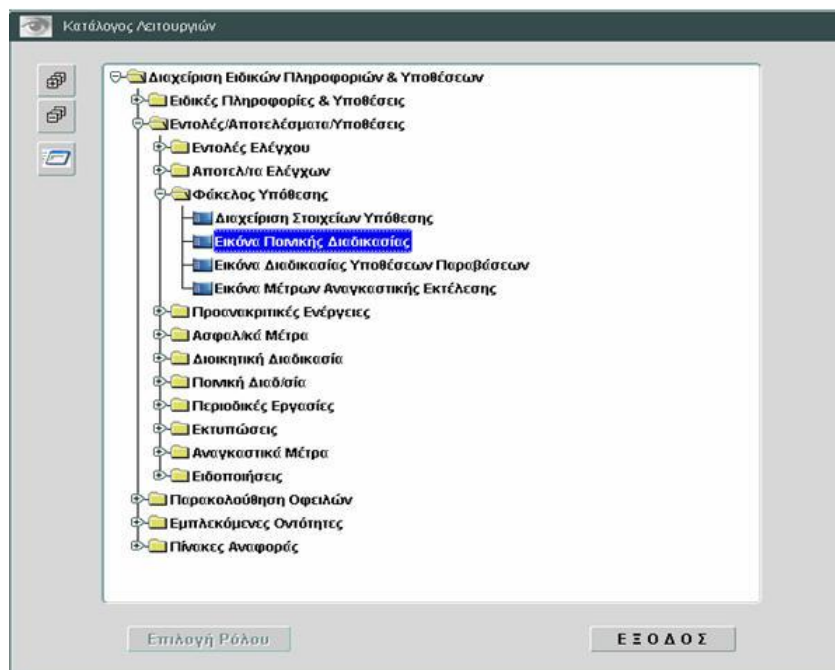 Κατάλογος Λειτουργιών
Διαχείριση Ειδικών Πληροφοριών & Υποθέσεων
Ειδικές Πληροφορίες & Υποθέσεις
Εντολές/Αποτελέσματα/Υποθέσεις
Εντολές Ελέγχου
Αποτελ/τα Ελέγχων
Φάκελος Υπόθεσης
Διαχείριση Στοιχείων Υπόθεσης
Εικόνα Ποινικής Διαδικασίας
Εικόνα Διαδικασίας Υποθέσεων Παραβάσεων
Εικόνα Μέτρων Αναγκαστικής Εκτέλεσης
Προανακριτικές Ενέργειες
Ασφαλ/κά Μέτρα
Διοικητική Διαδικασία
Ποινική Διαδ/σία
Περιοδικές Εργασίες
Εκτυπώσεις
Αναγκαστικά Μέτρα
Ειδοποιήσεις
Παρακολούθηση Οφειλών
Εμπλεκόμενες Οντότητες
Πίνακες Αναφοράς
Επιλογή Ρόλου
ΕΞΟΔΟΣ